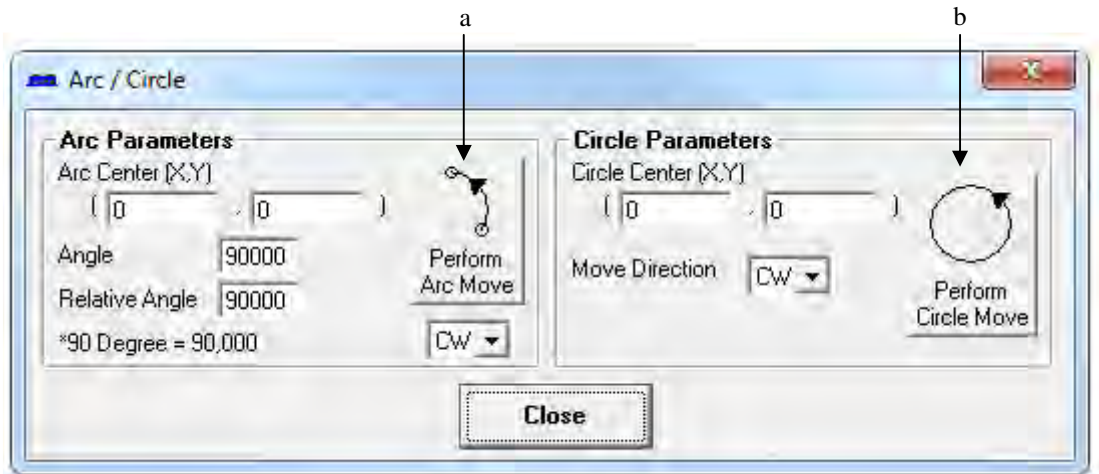 a b
Arc / Circle
Arc Parameters
Arc Center (X,Y)
( 0 , 0 )
Angle 90000
Relative Angle 90000
*90 Degree = 90,000
Perform
Arc Move
CW
Circle Parameters
Circle Center (X,Y)
( 0 , 0 )
Move Direction CW
Perform
Circle Move
Close